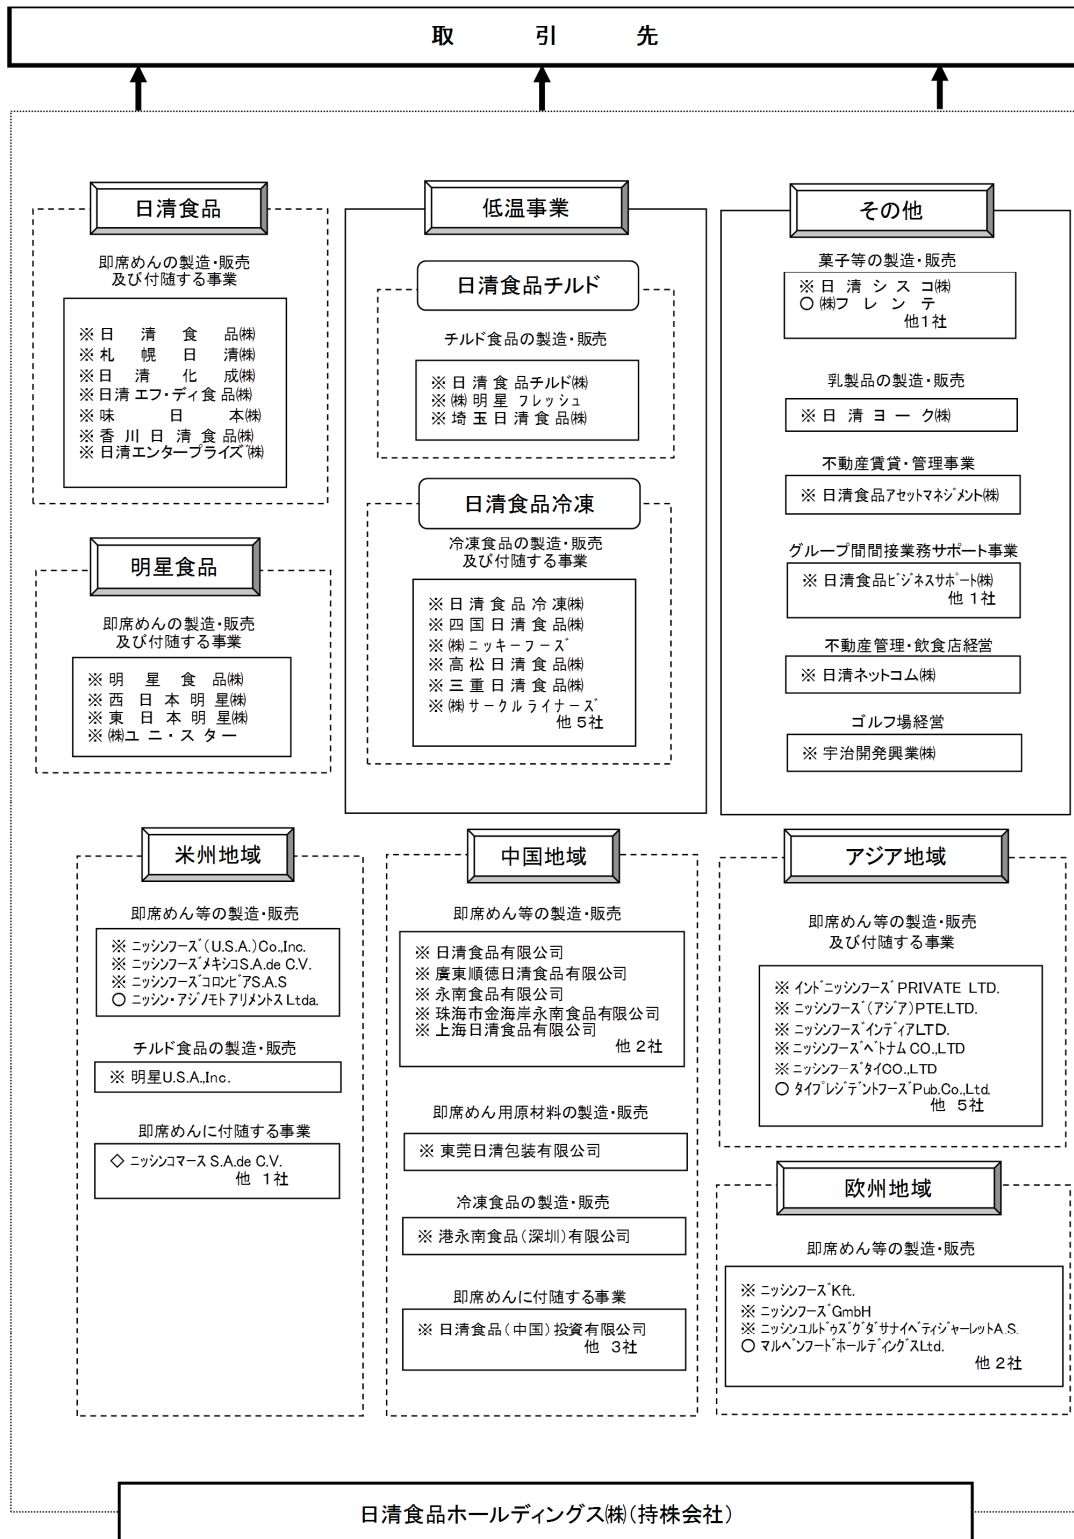 取引先
日清食品
即席めんの製造・販売
及び付随する事業
※日清食品㈱
※札幌日清㈱
※日清化成㈱
※日清エフ・ディ食品㈱
※味日本㈱
※香川日清食品㈱
※日清エンタープライズ㈱
明星食品
即席めんの製造・販売
及び付随する事業
※明星食品㈱
※西日本明星㈱
※東日本明星㈱
※㈱ユニ・スター
低温事業
日清食品チルド
チルド食品の製造・販売
※日清食品チルド㈱
※㈱明星フレッシュ
※埼玉日清食品㈱
日清食品冷凍
冷凍食品の製造・販売
及び付随する事業
※日清食品冷凍㈱
※四国日清食品㈱
※㈱ニッキーフーズ
※高松日清食品㈱
※三重日清食品㈱
※㈱サークルライナーズ
他5社
その他
菓子等の製造・販売
※日清シスコ㈱
○㈱フレンテ
他1社
乳製品の製造・販売
※日清ヨーク㈱
不動産賃貸・管理事業
※日清食品アセットマネジメント㈱
グループ間間接業務サポート事業
※日清食品ビジネスサポート㈱
他1社
不動産管理・飲食店経営
※日清ネットコム㈱
ゴルフ場経営
※宇治開発興業㈱
米州地域
即席めん等の製造・販売
※ニッシンフーズ(U.S.A.)Co.,Inc.
※ニッシンフーズメキシコS.A.de C.V.
※ニッシンフーズコロンビアS.A.S
○ニッシン・アジノモトアリメントスLtda.
チルド食品の製造・販売
※明星U.S.A.,Inc.
即席めんに付随する事業
◇ニッシンコマースS.A.de C.V.
他1社
中国地域
即席めん等の製造・販売
※日清食品有限公司
※廣東順徳日清食品有限公司
※永南食品有限公司
※珠海市金海岸永南食品有限公司
※上海日清食品有限公司
他2社
即席めん用原材料の製造・販売
※東莞日清包装有限公司
冷凍食品の製造・販売
※港永南食品(深圳)有限公司
即席めんに付随する事業
※日清食品(中国)投資有限公司
他3社
アジア地域
即席めん等の製造・販売
及び付随する事業
※インドニッシンフーズPRIVATE LTD.
※ニッシンフーズ(アジア)PTE.LTD.
※ニッシンフーズインディアLTD.
※ニッシンフーズベトナムCO.,LTD
※ニッシンフーズタイCO.,LTD
○タイプレジデントフーズPub.Co.,Ltd.
他5社
欧州地域
即席めん等の製造・販売
※ニッシンフーズKft.
※ニッシンフーズGmbH
※ニッシンユルドゥズグダサナイベティジャーレットA.S.
○マルベンフードホールディングスLtd.
他2社
日清食品ホールディングス㈱(持株会社)